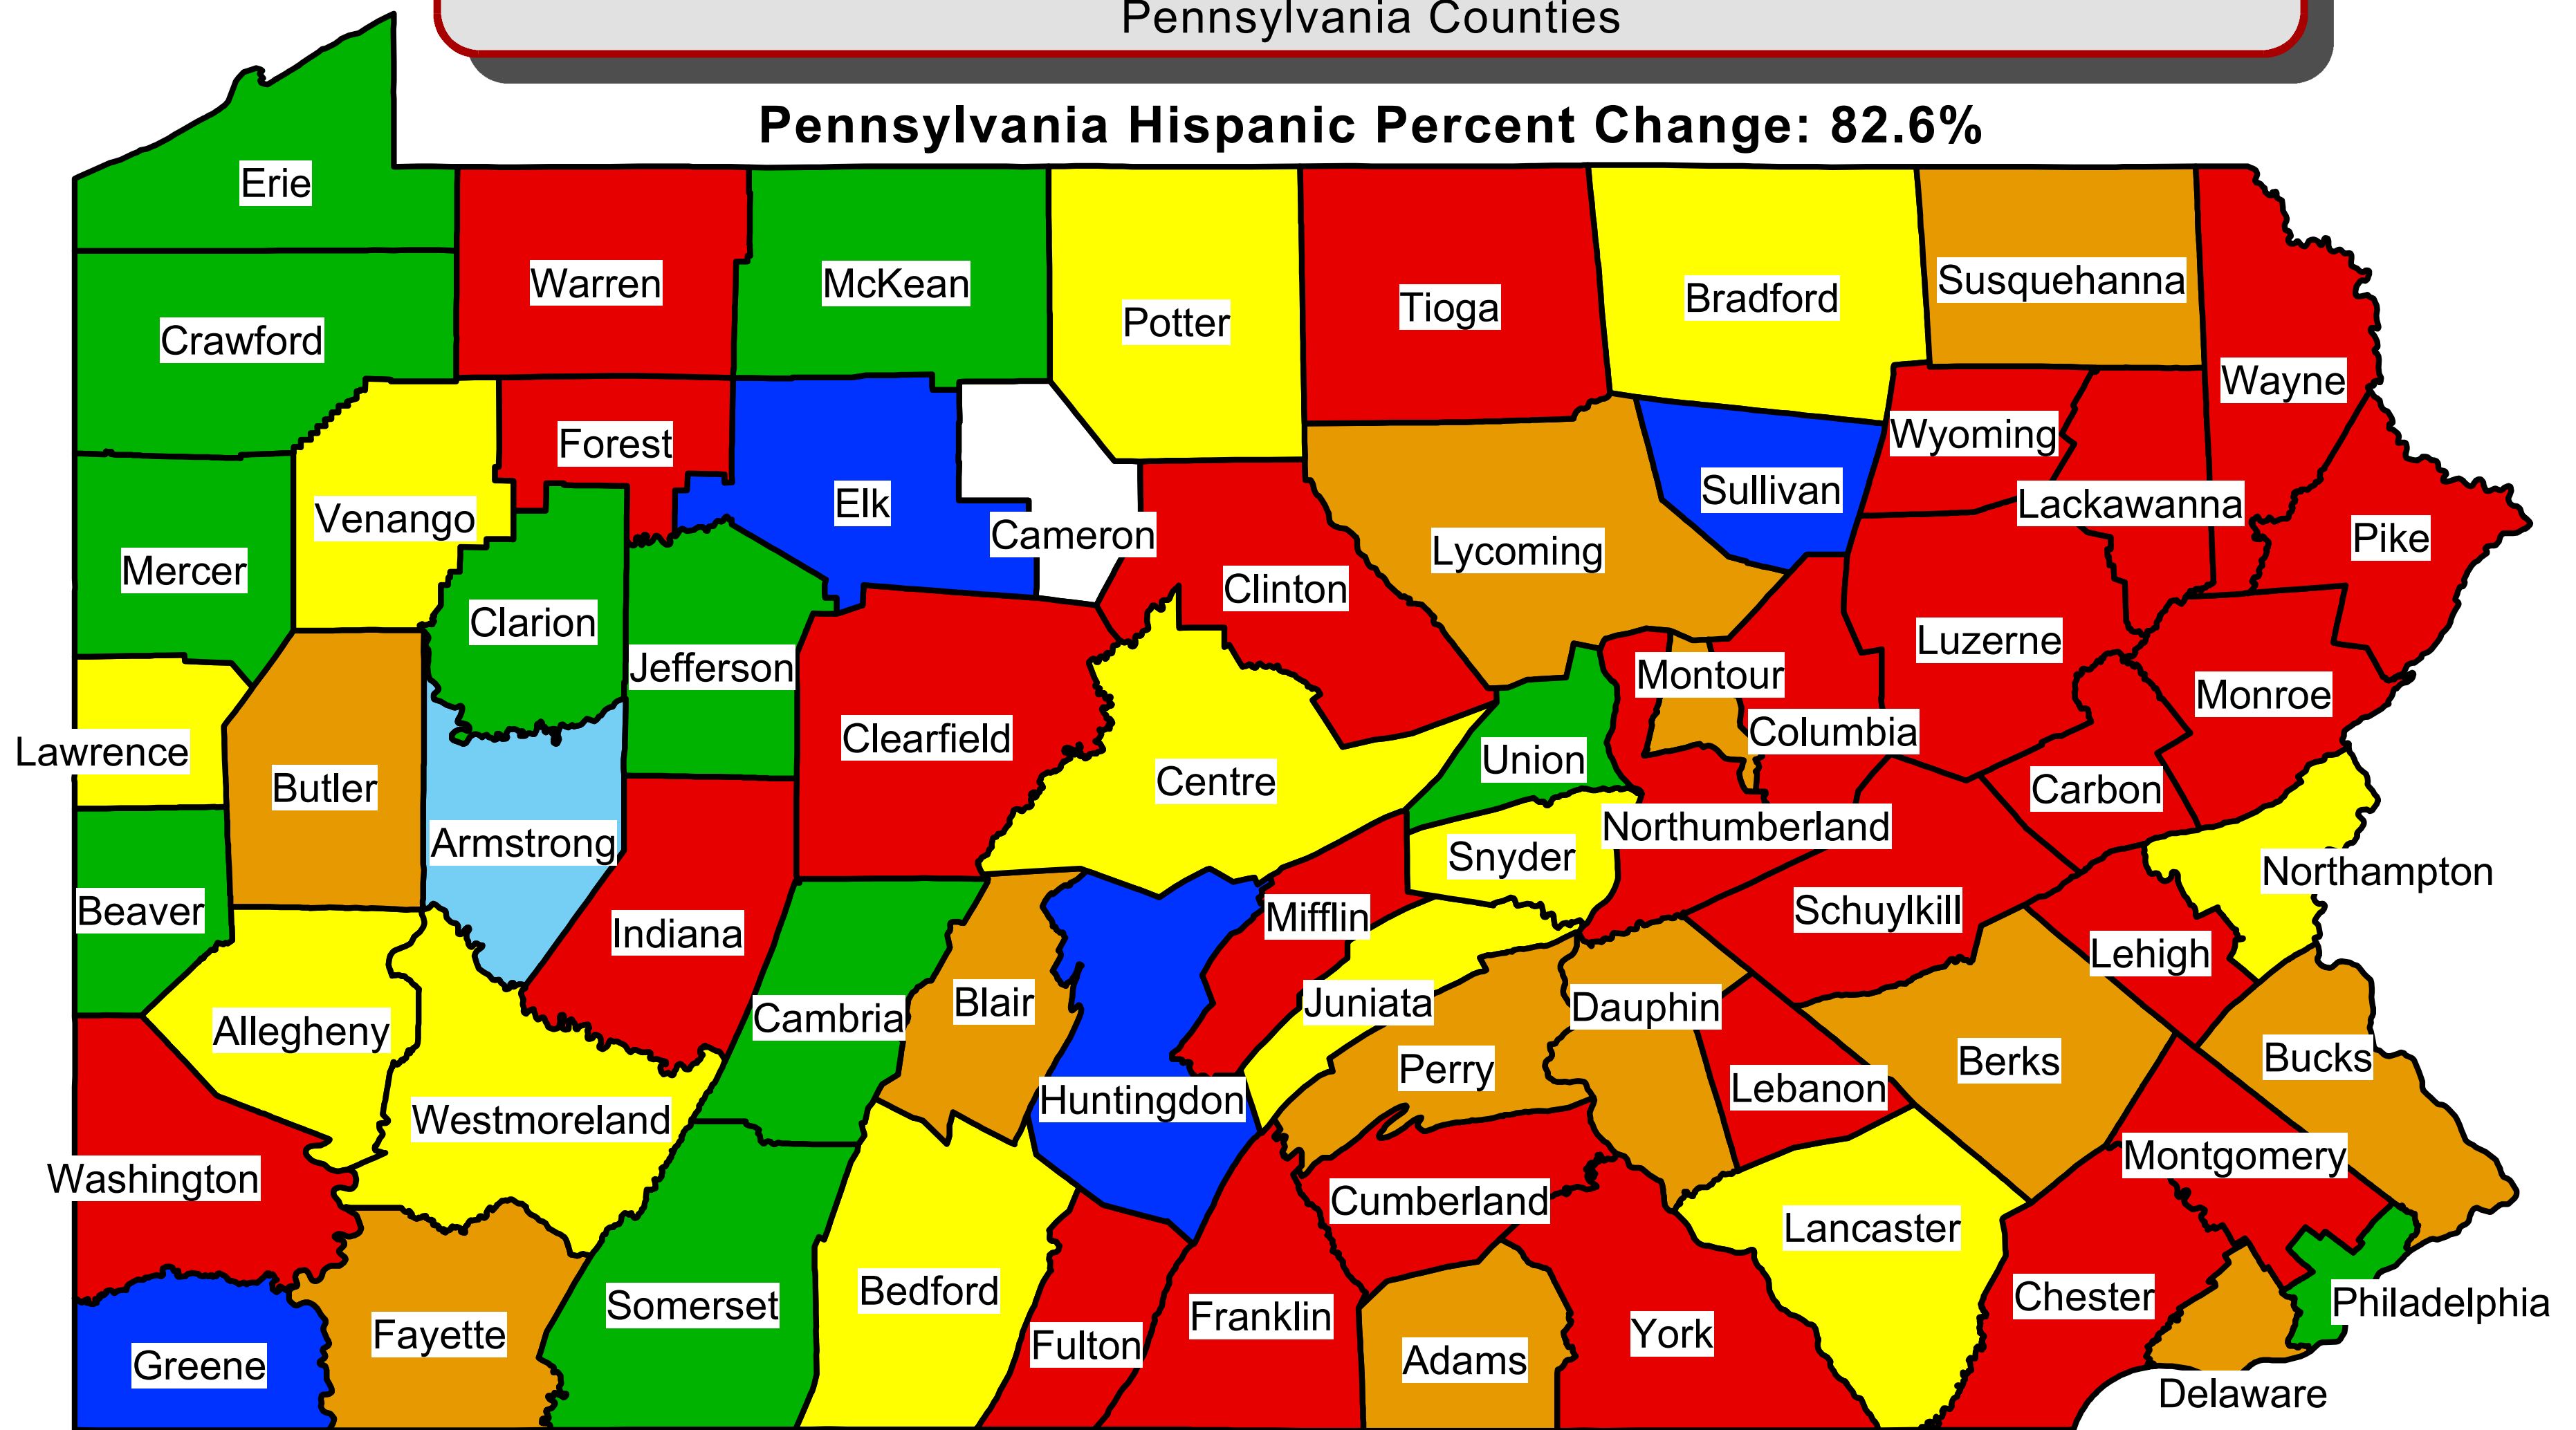 Pennsylvania Counties
Pennsylvania Hispanic Percent Change: 82.6%
Erie
Warren
McKean
Potter
Tioga
Bradford
Susquehanna
Wayne
Crawford
Forest
Elk
Cameron
Sullivan
Wyoming
Lackawanna
Pike
Venango
Mercer
Clarion
Jefferson
Clearfield
Clinton
Lycoming
Luzerne
Montour
Columbia
Monroe
Lawrence
Butler
Armstrong
Centre
Union
Carbon
Northumberland
Snyder
Northampton
Beaver
Indiana
Mifflin
Schuylkill
Lehigh
Allegheny
Cambria
Blair
Juniata
Dauphin
Perry
Lebanon
Berks
Bucks
Westmoreland
Huntingdon
Washington
Cumberland
Montgomery
Lancaster
Somerset
Bedford
Franklin
Chester
Philadelphia
Greene
Fayette
Fulton
Adams
York
Delaware